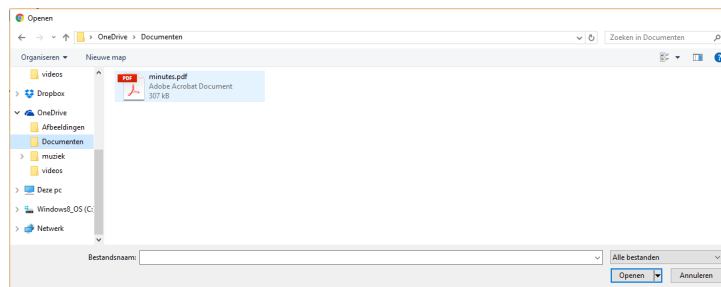 Openen
OneDrive › Documenten
Zoeken in Documenten
Organiseren
Nieuwe map
videos
Dropbox
OneDrive
Afbeeldingen
Documenten
muziek
videos
Deze pc
Windows8_OS (C:
Netwerk
PDF
minutes.pdf
Adobe Acrobat Document
307 kB
Bestandsnaam:
Alle bestanden
Openen
Annuleren